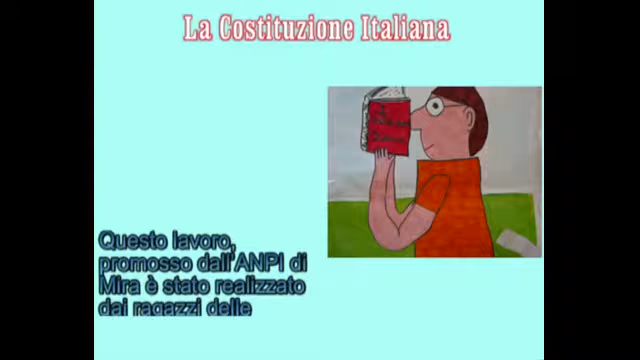 La Costituzione Italiana
Questo lavoro,
promosso dall'ANPI di
Mira è stato realizzato
dai ragazzi delle